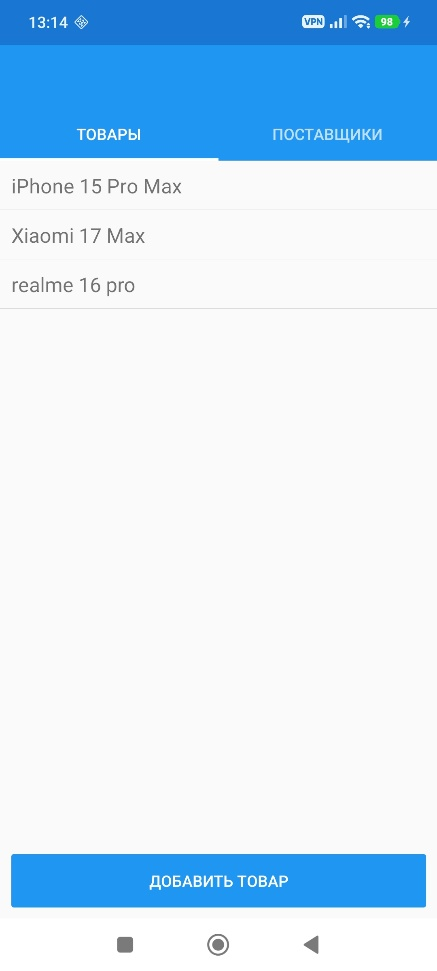 13:14 VPN 98
ТОВАРЫ ПОСТАВЩИКИ
iPhone 15 Pro Max
Xiaomi 17 Max
realme 16 pro
ДОБАВИТЬ ТОВАР